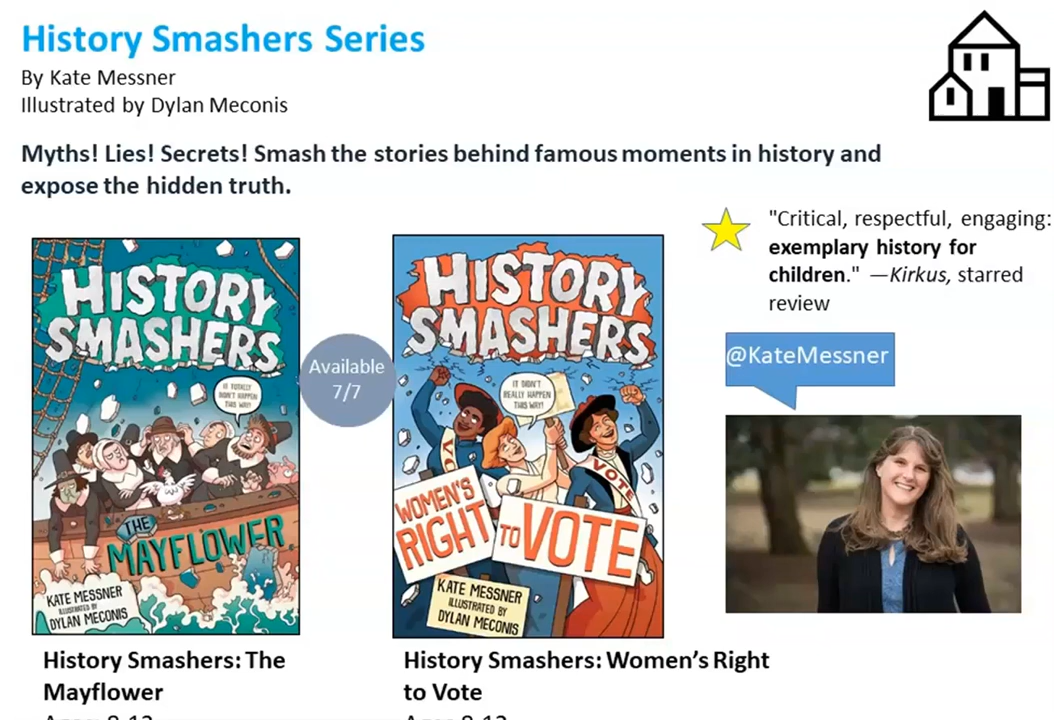 History Smashers Series
By Kate Messner
Illustrated by Dylan Meconis
Myths! Lies! Secrets! Smash the stories behind famous moments in history and
expose the hidden truth.
"Critical, respectful, engaging:
exemplary history for
children." —Kirkus, starred
review
@KateMessner
HISTORY
SMASHERS
IT TOTALLY
DIDN'T HAPPEN
THIS WAY!
THE
MAYFLOWER
KATE MESSNER
ILLUSTRATED BY
DYLAN MECONIS
Available
7/7
HISTORY
SMASHERS
IT DIDN'T
REALLY HAPPEN
THIS WAY!
VOTE
WOMEN'S
RIGHT
TO VOTE
KATE MESSNER
ILLUSTRATED BY
DYLAN MECONIS
History Smashers: The
Mayflower
History Smashers: Women's Right
to Vote